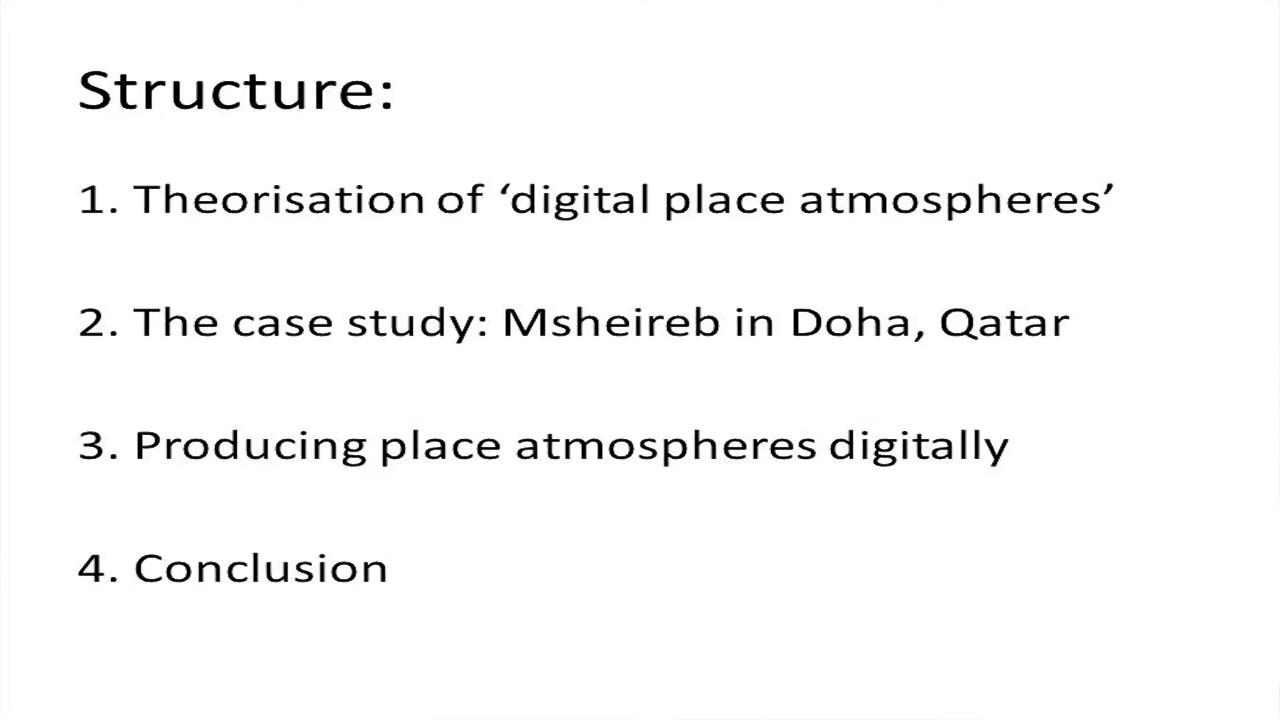 Structure:
1. Theorisation of ‘digital place atmospheres’
2. The case study: Msheireb in Doha, Qatar
3. Producing place atmospheres digitally
4. Conclusion